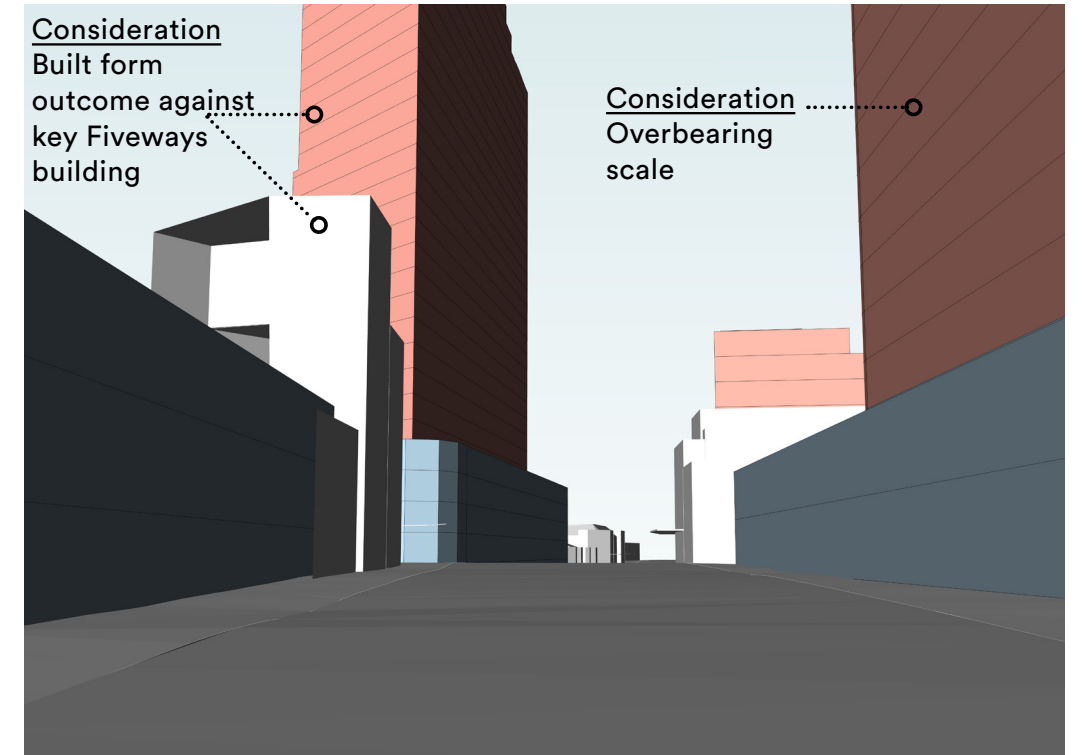 Consideration
Built form
outcome against
key Fiveways
building
Consideration
Overbearing
scale